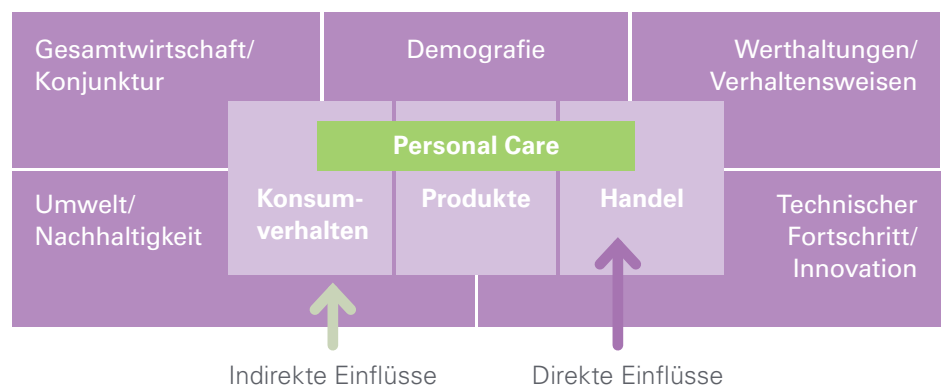 Gesamtwirtschaft/
Konjunktur
Demografie
Werthaltungen/
Verhaltensweisen
Personal Care
Umwelt/
Nachhaltigkeit
Konsum-
verhalten
Produkte
Handel
Technischer
Fortschritt/
Innovation
Indirekte Einflüsse
Direkte Einflüsse